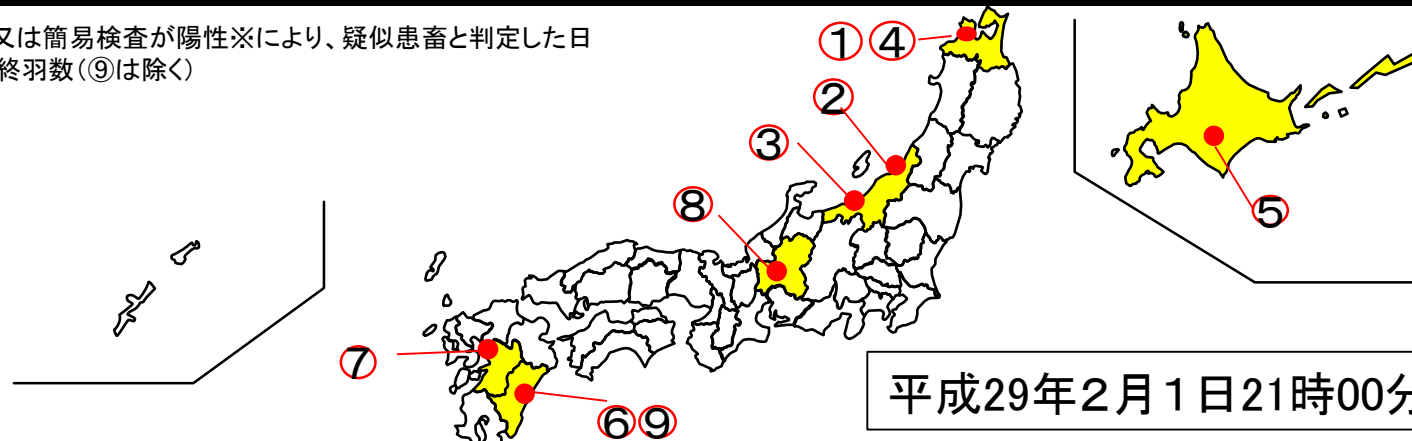 又は簡易検査が陽性※により、疑似患畜と判定した日
終羽数(⑨は除く)
①④
②
③
⑧
⑤
⑦
⑥⑨
平成29年2月1日21時00分